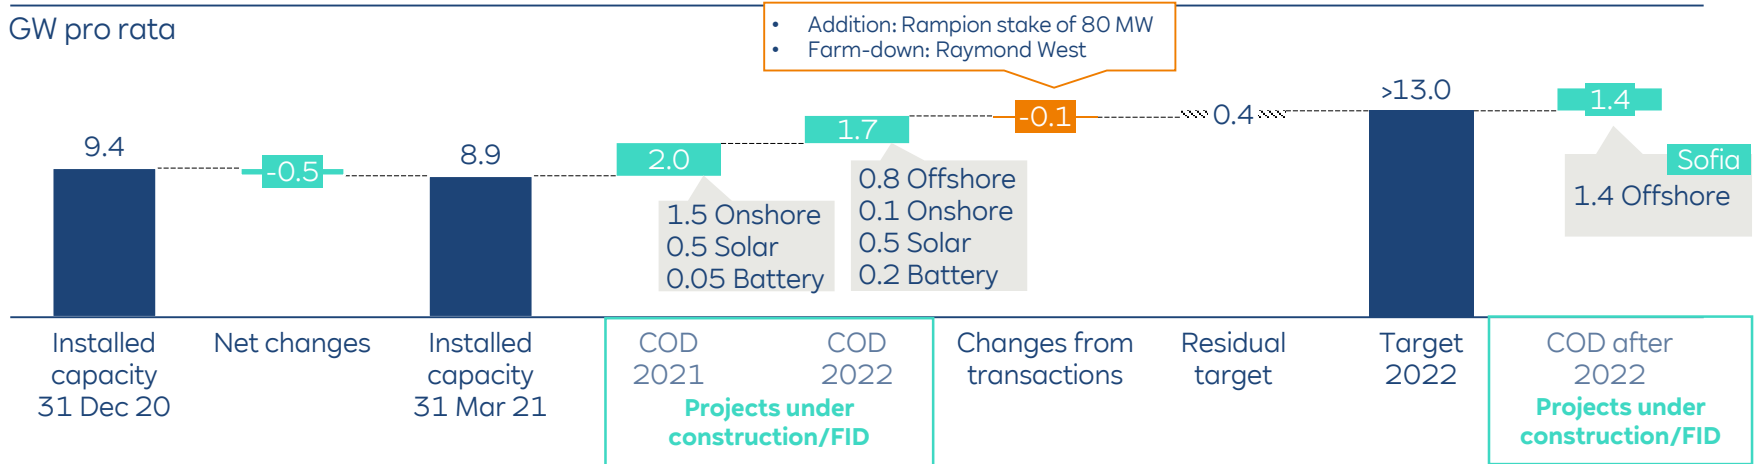 GW pro rata
• Addition: Rampion stake of 80 MW
• Farm-down: Raymond West
9.4
-0.5
8.9
2.0
1.7
-0.1
0.4
>13.0
1.4
1.5 Onshore
0.5 Solar
0.05 Battery
0.8 Offshore
0.1 Onshore
0.5 Solar
0.2 Battery
Sofia
1.4 Offshore
Installed
capacity
31 Dec 20
Net changes
Installed
capacity
31 Mar 21
COD
2021
COD
2022
Projects under
construction/FID
Changes from
transactions
Residual
target
Target
2022
COD after
2022
Projects under
construction/FID